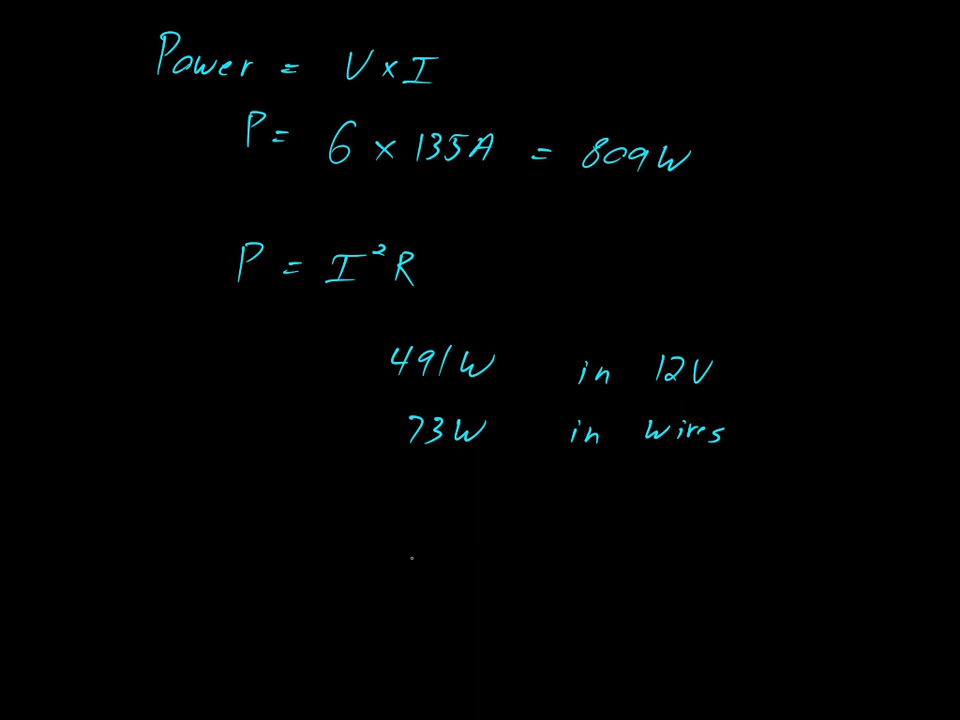 Power = V x I
P = 6 x 135A = 809W
P = I²R
491W in 12V
73W in wires